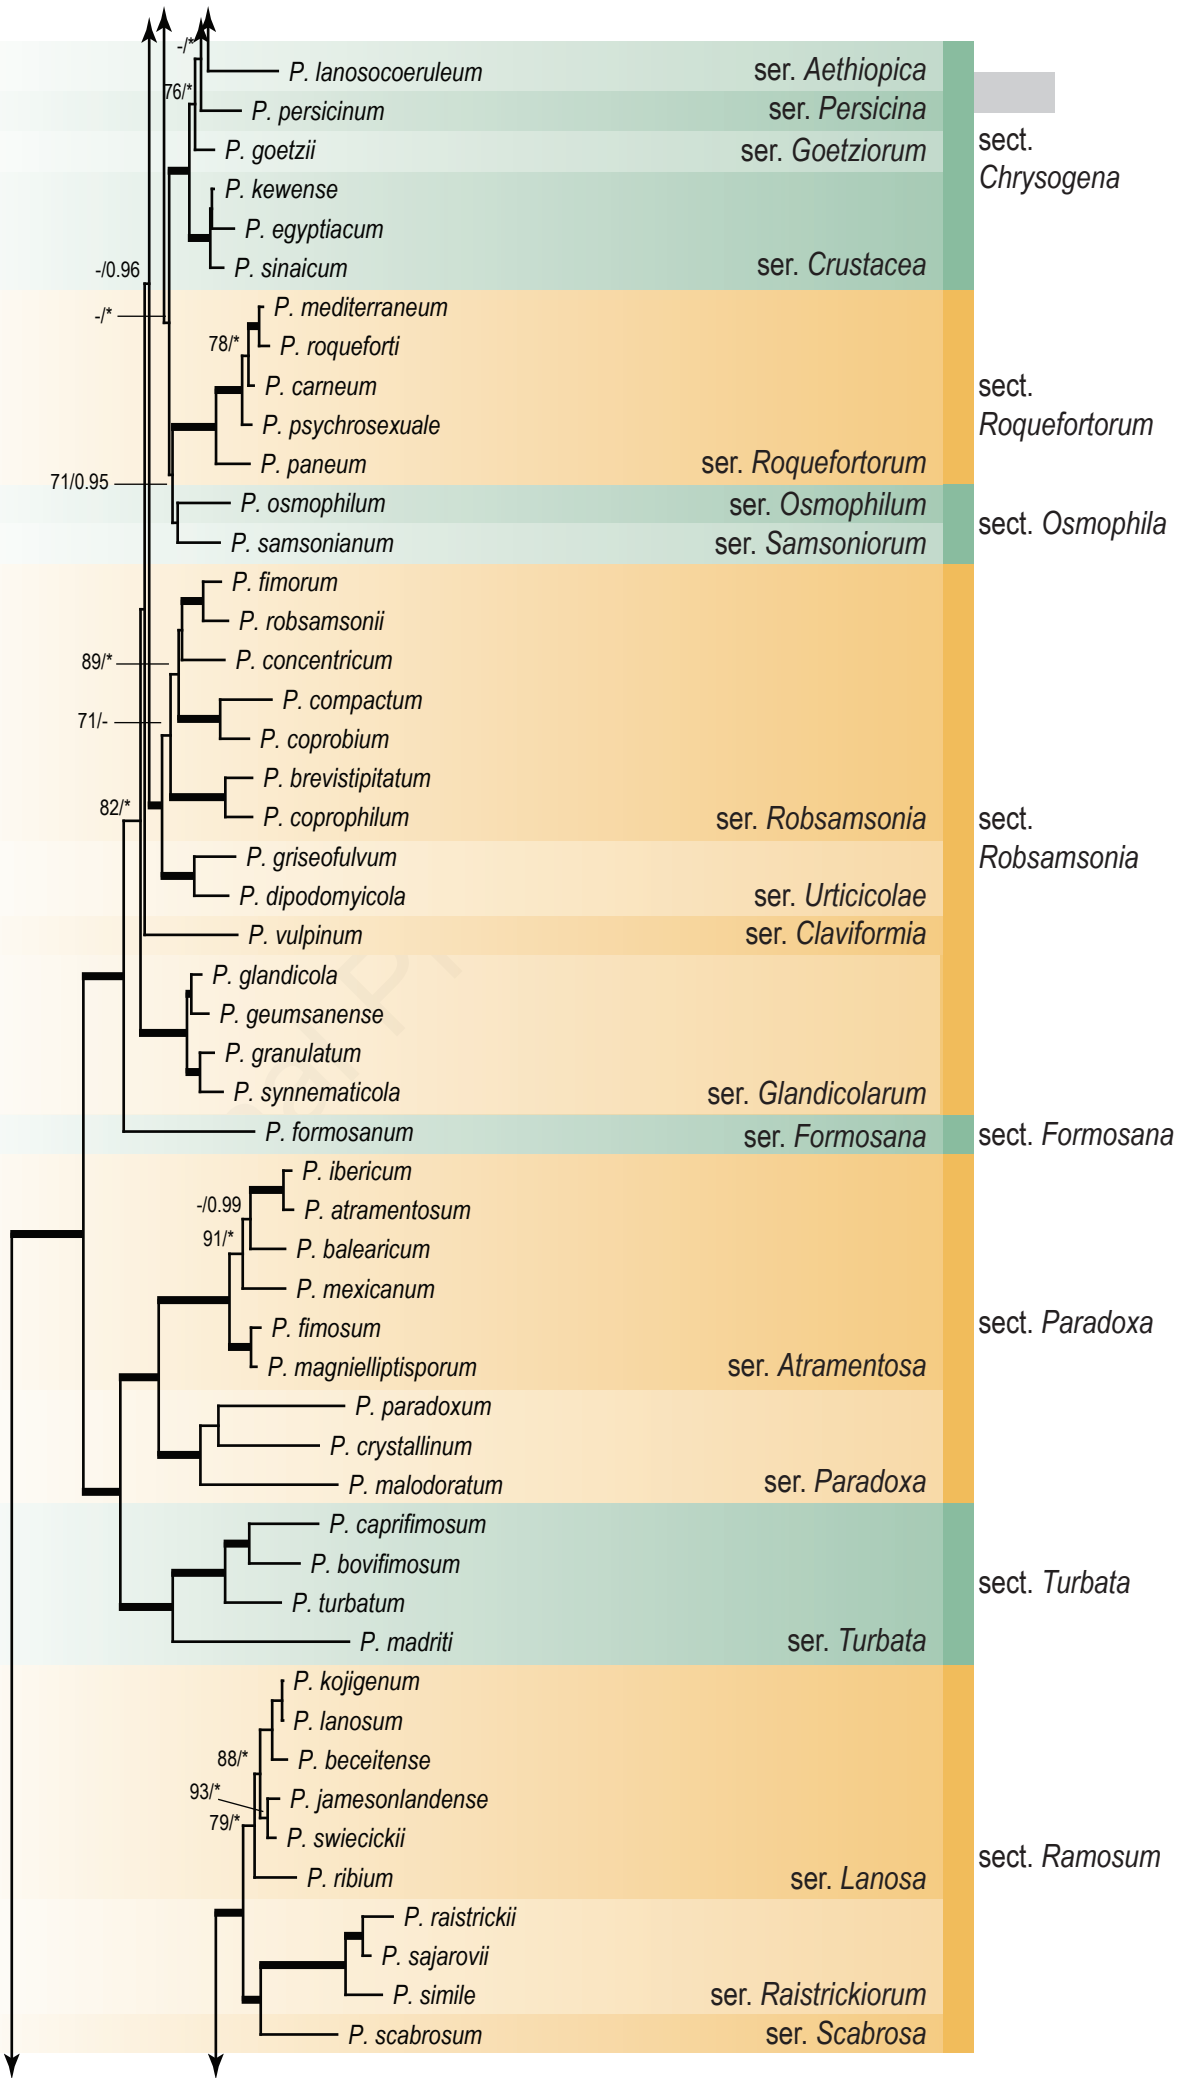 -/*
P. lanosocoeruleum
ser. Aethiopica
76/*
P. persicinum
ser. Persicina
P. goetzii
ser. Goetziorum
sect.
Chrysogena
P. kewense
P. egyptiacum
P. sinaicum
ser. Crustacea
-/0.96
-/*
P. mediterraneum
78/*
P. roqueforti
P. carneum
sect.
Roquefortorum
P. psychrosexuale
P. paneum
ser. Roquefortorum
71/0.95
P. osmophilum
ser. Osmophilum
sect. Osmophila
P. samsonianum
ser. Samsoniorum
P. fimorum
P. robsamsonii
89/*
P. concentricum
P. compactum
71/-
P. coprobium
P. brevistipitatum
82/*
P. coprophilum
ser. Robsamsonia
sect.
Robsamsonia
P. griseofulvum
P. dipodomyicola
ser. Urticicolae
P. vulpinum
ser. Claviformia
P. glandicola
P. geumsanense
P. granulatum
P. synnematicola
ser. Glandicolarum
P. formosanum
ser. Formosana
sect. Formosana
P. ibericum
-/0.99
P. atramentosum
91/*
P. balearicum
P. mexicanum
P. fimosum
sect. Paradoxa
P. magnielliptisporum
ser. Atramentosa
P. paradoxum
P. crystallinum
P. malodoratum
ser. Paradoxa
P. caprifimosum
P. bovifimosum
sect. Turbata
P. turbatum
P. madriti
ser. Turbata
P. kojigenum
P. lanosum
88/*
P. beceitense
93/*
P. jamesonlandense
79/*
P. swiecickii
sect. Ramosum
P. ribium
ser. Lanosa
P. raistrickii
P. sajarovii
P. simile
ser. Raistrickiorum
P. scabrosum
ser. Scabrosa